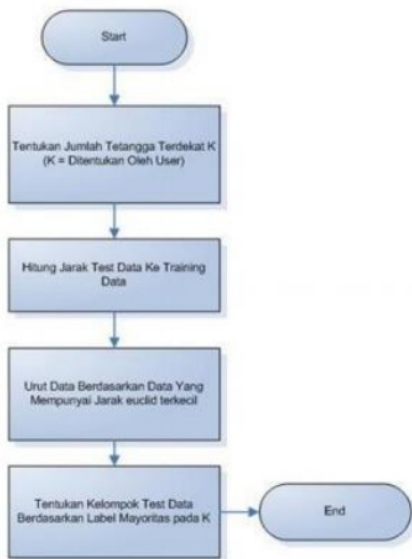 Start
Tentukan Jumlah Tetangga Terdekat K
(K = Ditentukan Oleh User)
Hitung Jarak Test Data Ke Training
Data
Urut Data Berdasarkan Data Yang
Mempunyai Jarak euclid terkecil
Tentukan Kelompok Test Data
Berdasarkan Label Mayoritas pada K
End